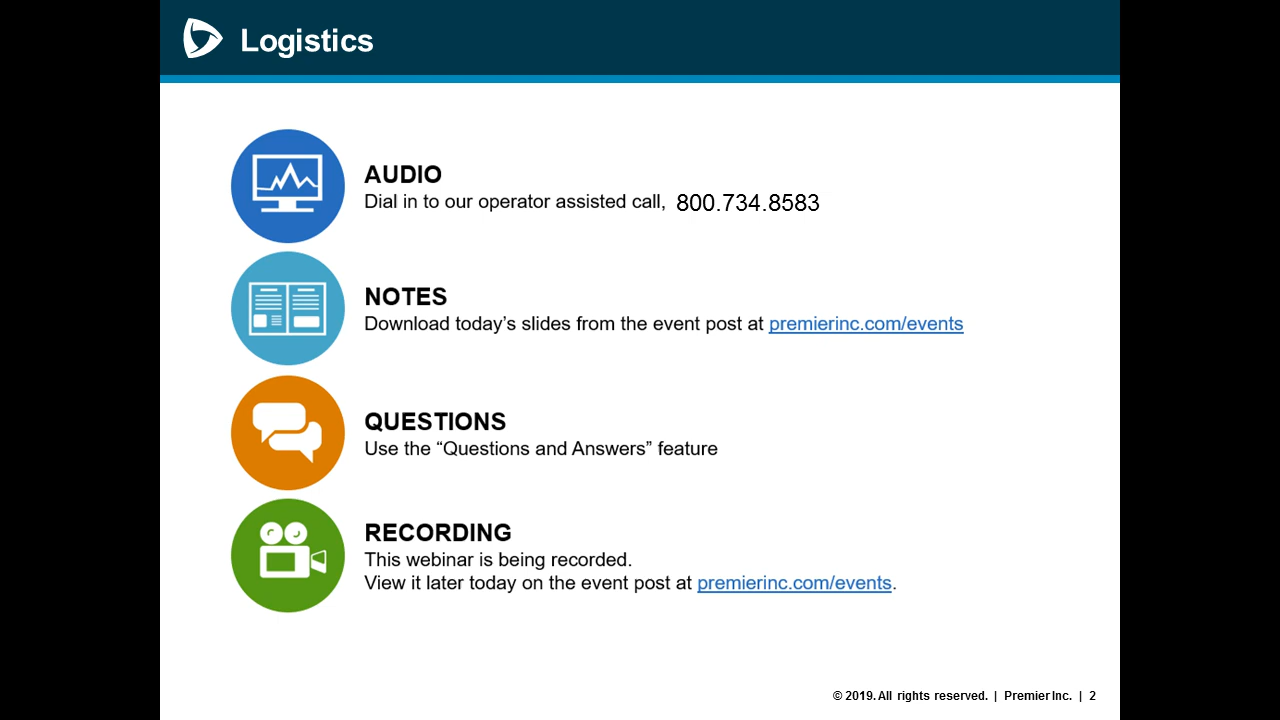 Logistics
AUDIO
Dial in to our operator assisted call, 800.734.8583
NOTES
Download today’s slides from the event post at premierinc.com/events
QUESTIONS
Use the “Questions and Answers” feature
RECORDING
This webinar is being recorded.
View it later today on the event post at premierinc.com/events.
© 2019. All rights reserved. | Premier Inc. | 2